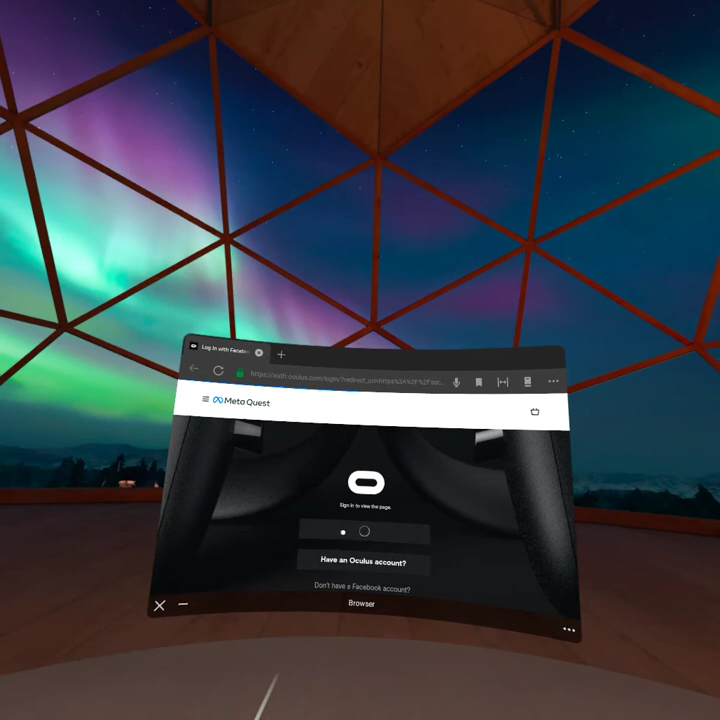 Log In with Facebo
https://auth.oculus.com/login/?redirect_uri=https%3A%2F%2Fsec...
Meta Quest
Sign in to view the page.
Have an Oculus account?
Don't have a Facebook account?
Browser